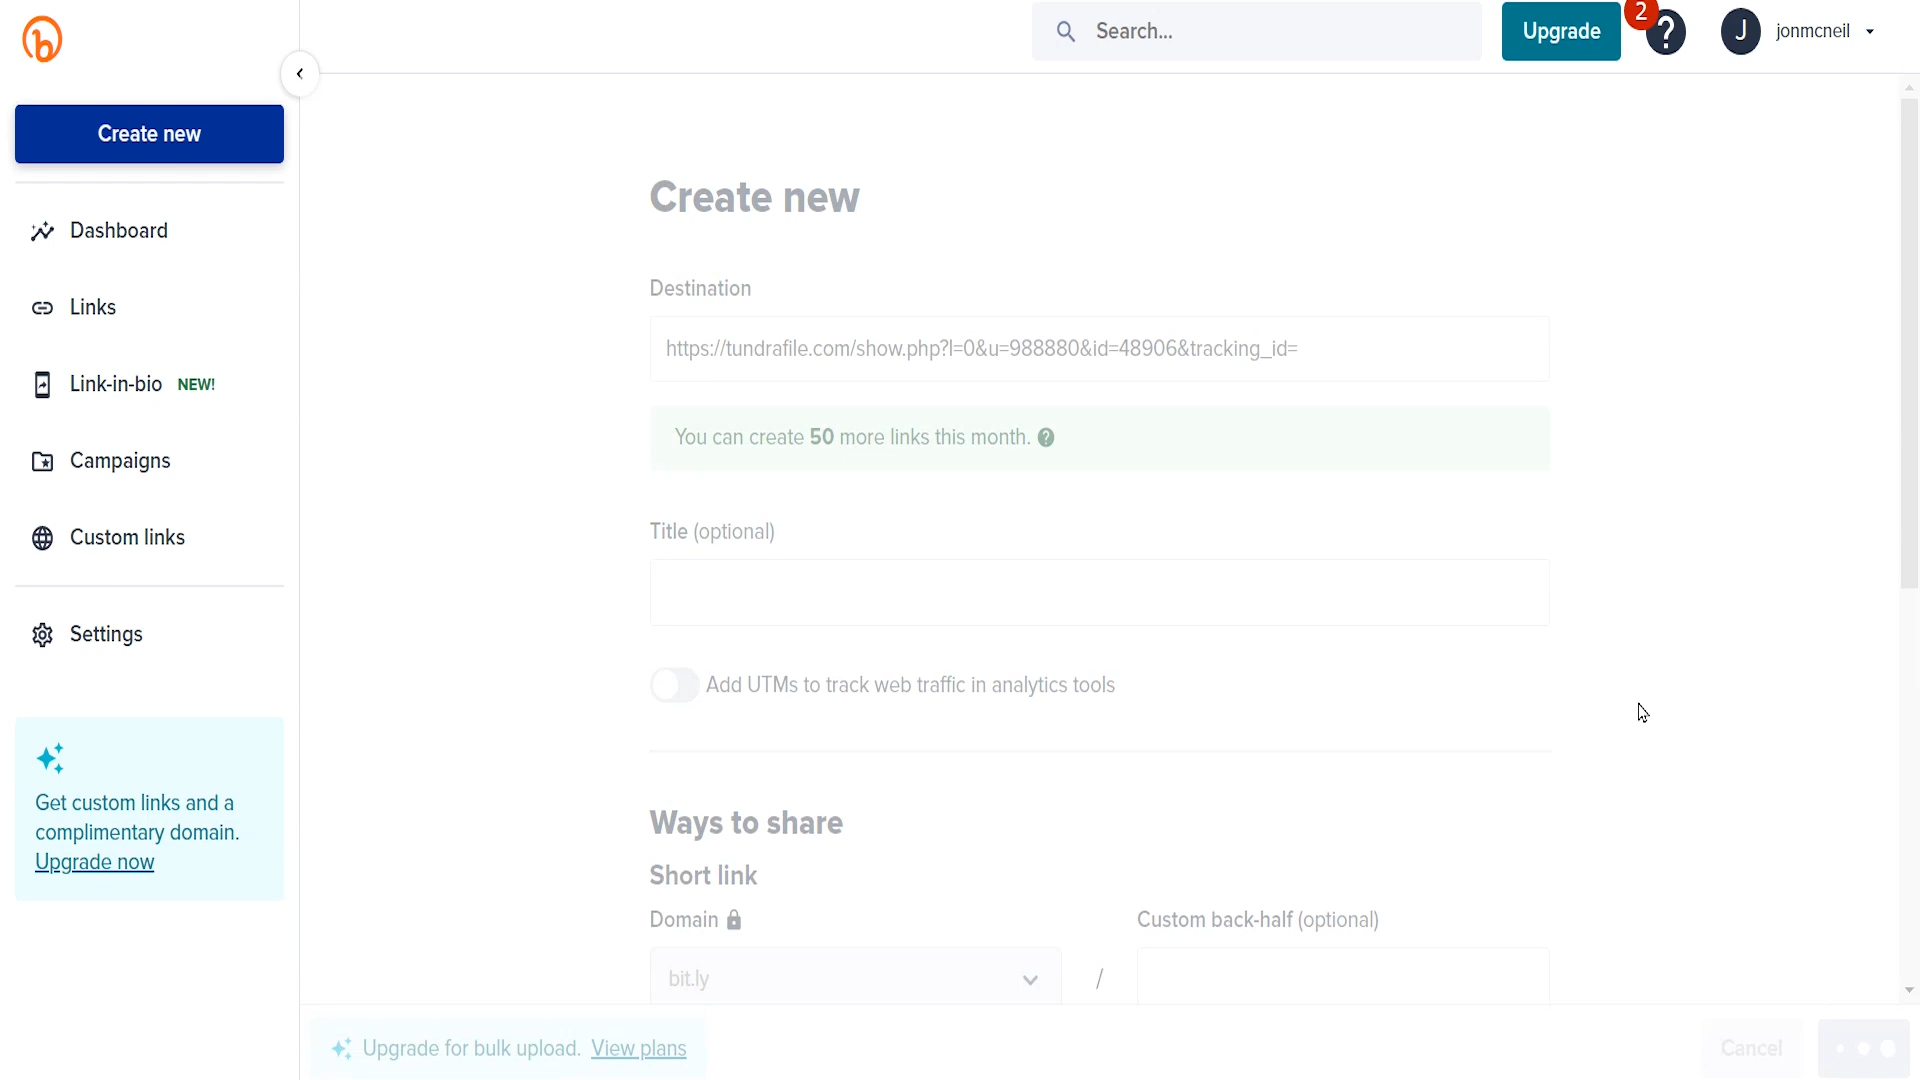 Search...
Upgrade
2
?
J
jonmcneil
b
Create new
Dashboard
Links
Link-in-bio NEW!
Campaigns
Custom links
Settings
Get custom links and a
complimentary domain.
Upgrade now
Create new
Destination
https://tundrafile.com/show.php?l=0&u=988880&id=48906&tracking_id=
You can create 50 more links this month. ?
Title (optional)
Add UTMs to track web traffic in analytics tools
Ways to share
Short link
Domain
Custom back-half (optional)
bit.ly
/
Upgrade for bulk upload. View plans
Cancel